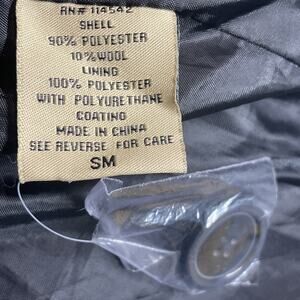 RN# 114542
SHELL
90% POLYESTER
10% WOOL
LINING
100% POLYESTER
WITH POLYURETHANE
COATING
MADE IN CHINA
SEE REVERSE FOR CARE
SM